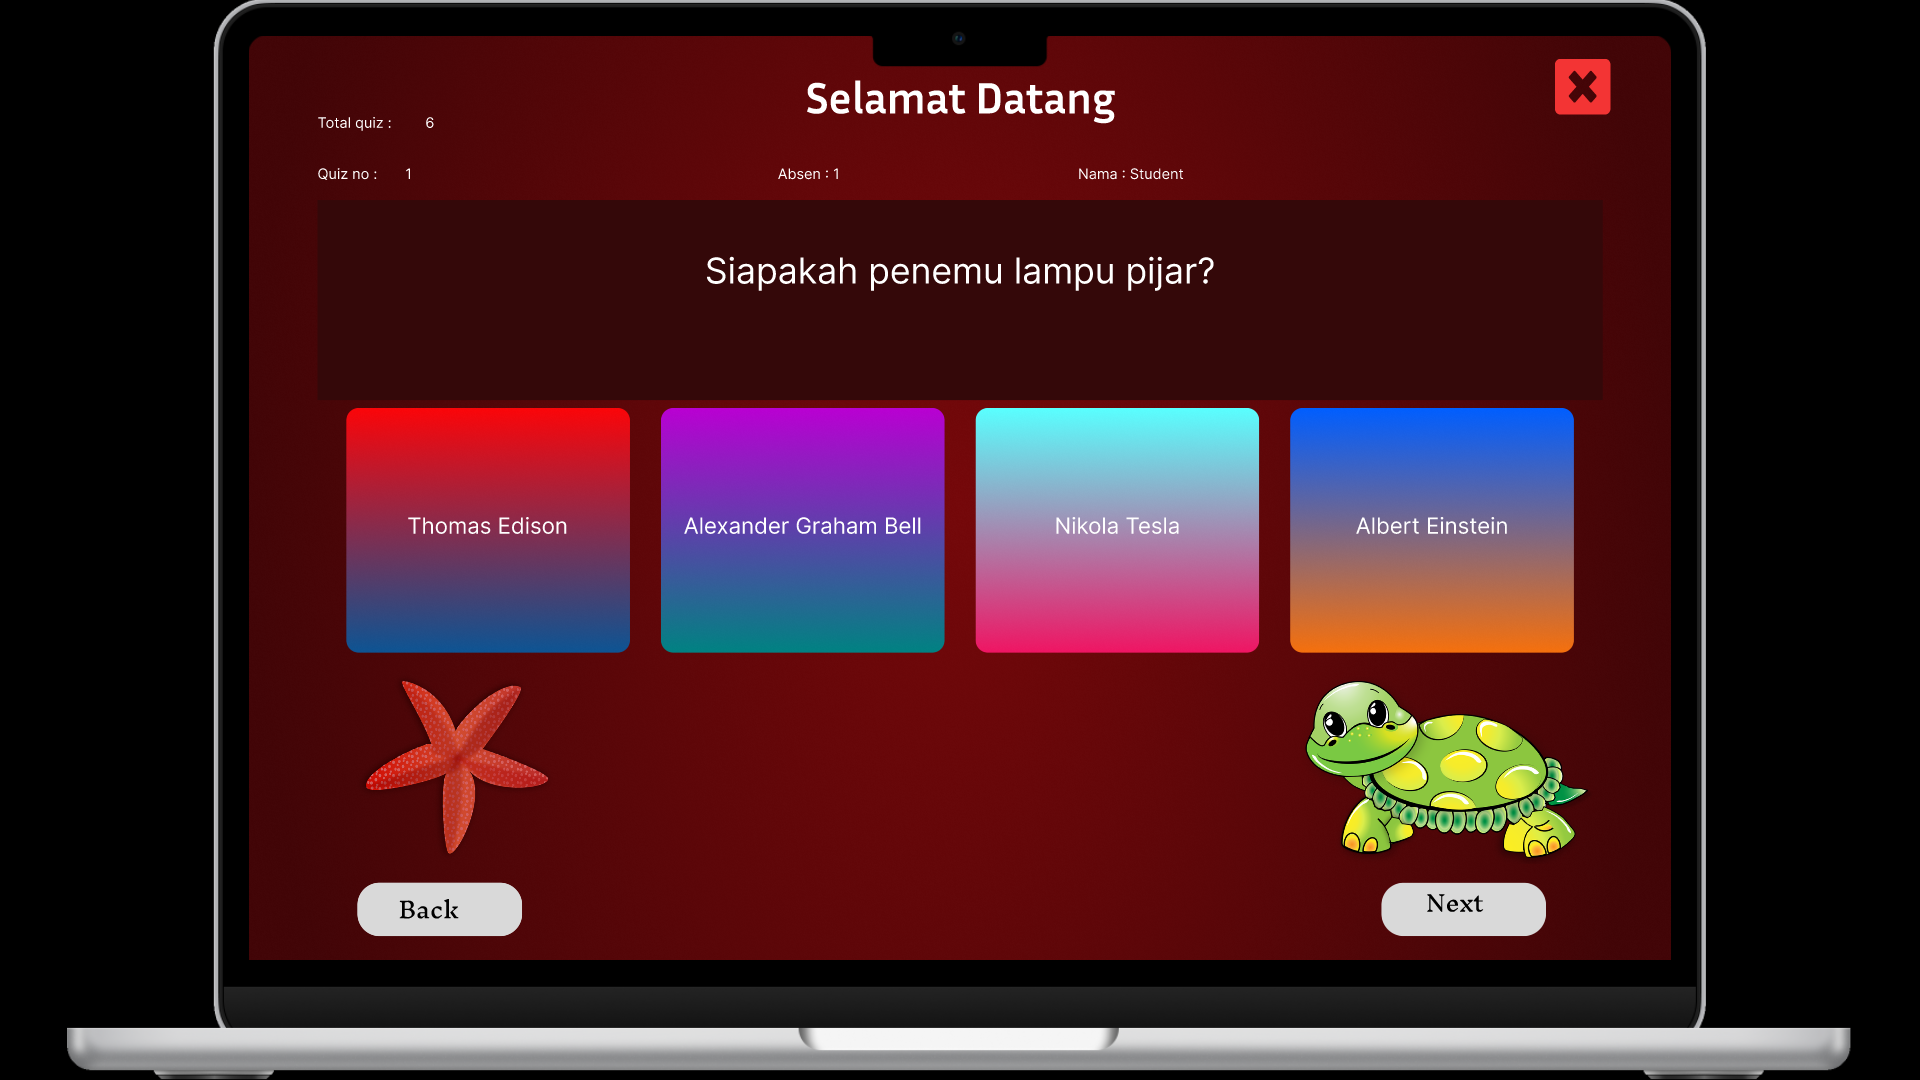 Selamat Datang
Total quiz : 6
Quiz no : 1
Absen : 1
Nama : Student
Siapakah penemu lampu pijar?
Thomas Edison
Alexander Graham Bell
Nikola Tesla
Albert Einstein
Back
Next